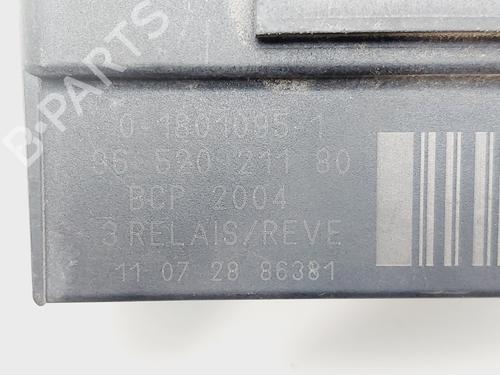 B-PARTS
0-1801095-1
96 520 211 80
BCP 2004
3 RELAIS/REVE
11 07 28 86381